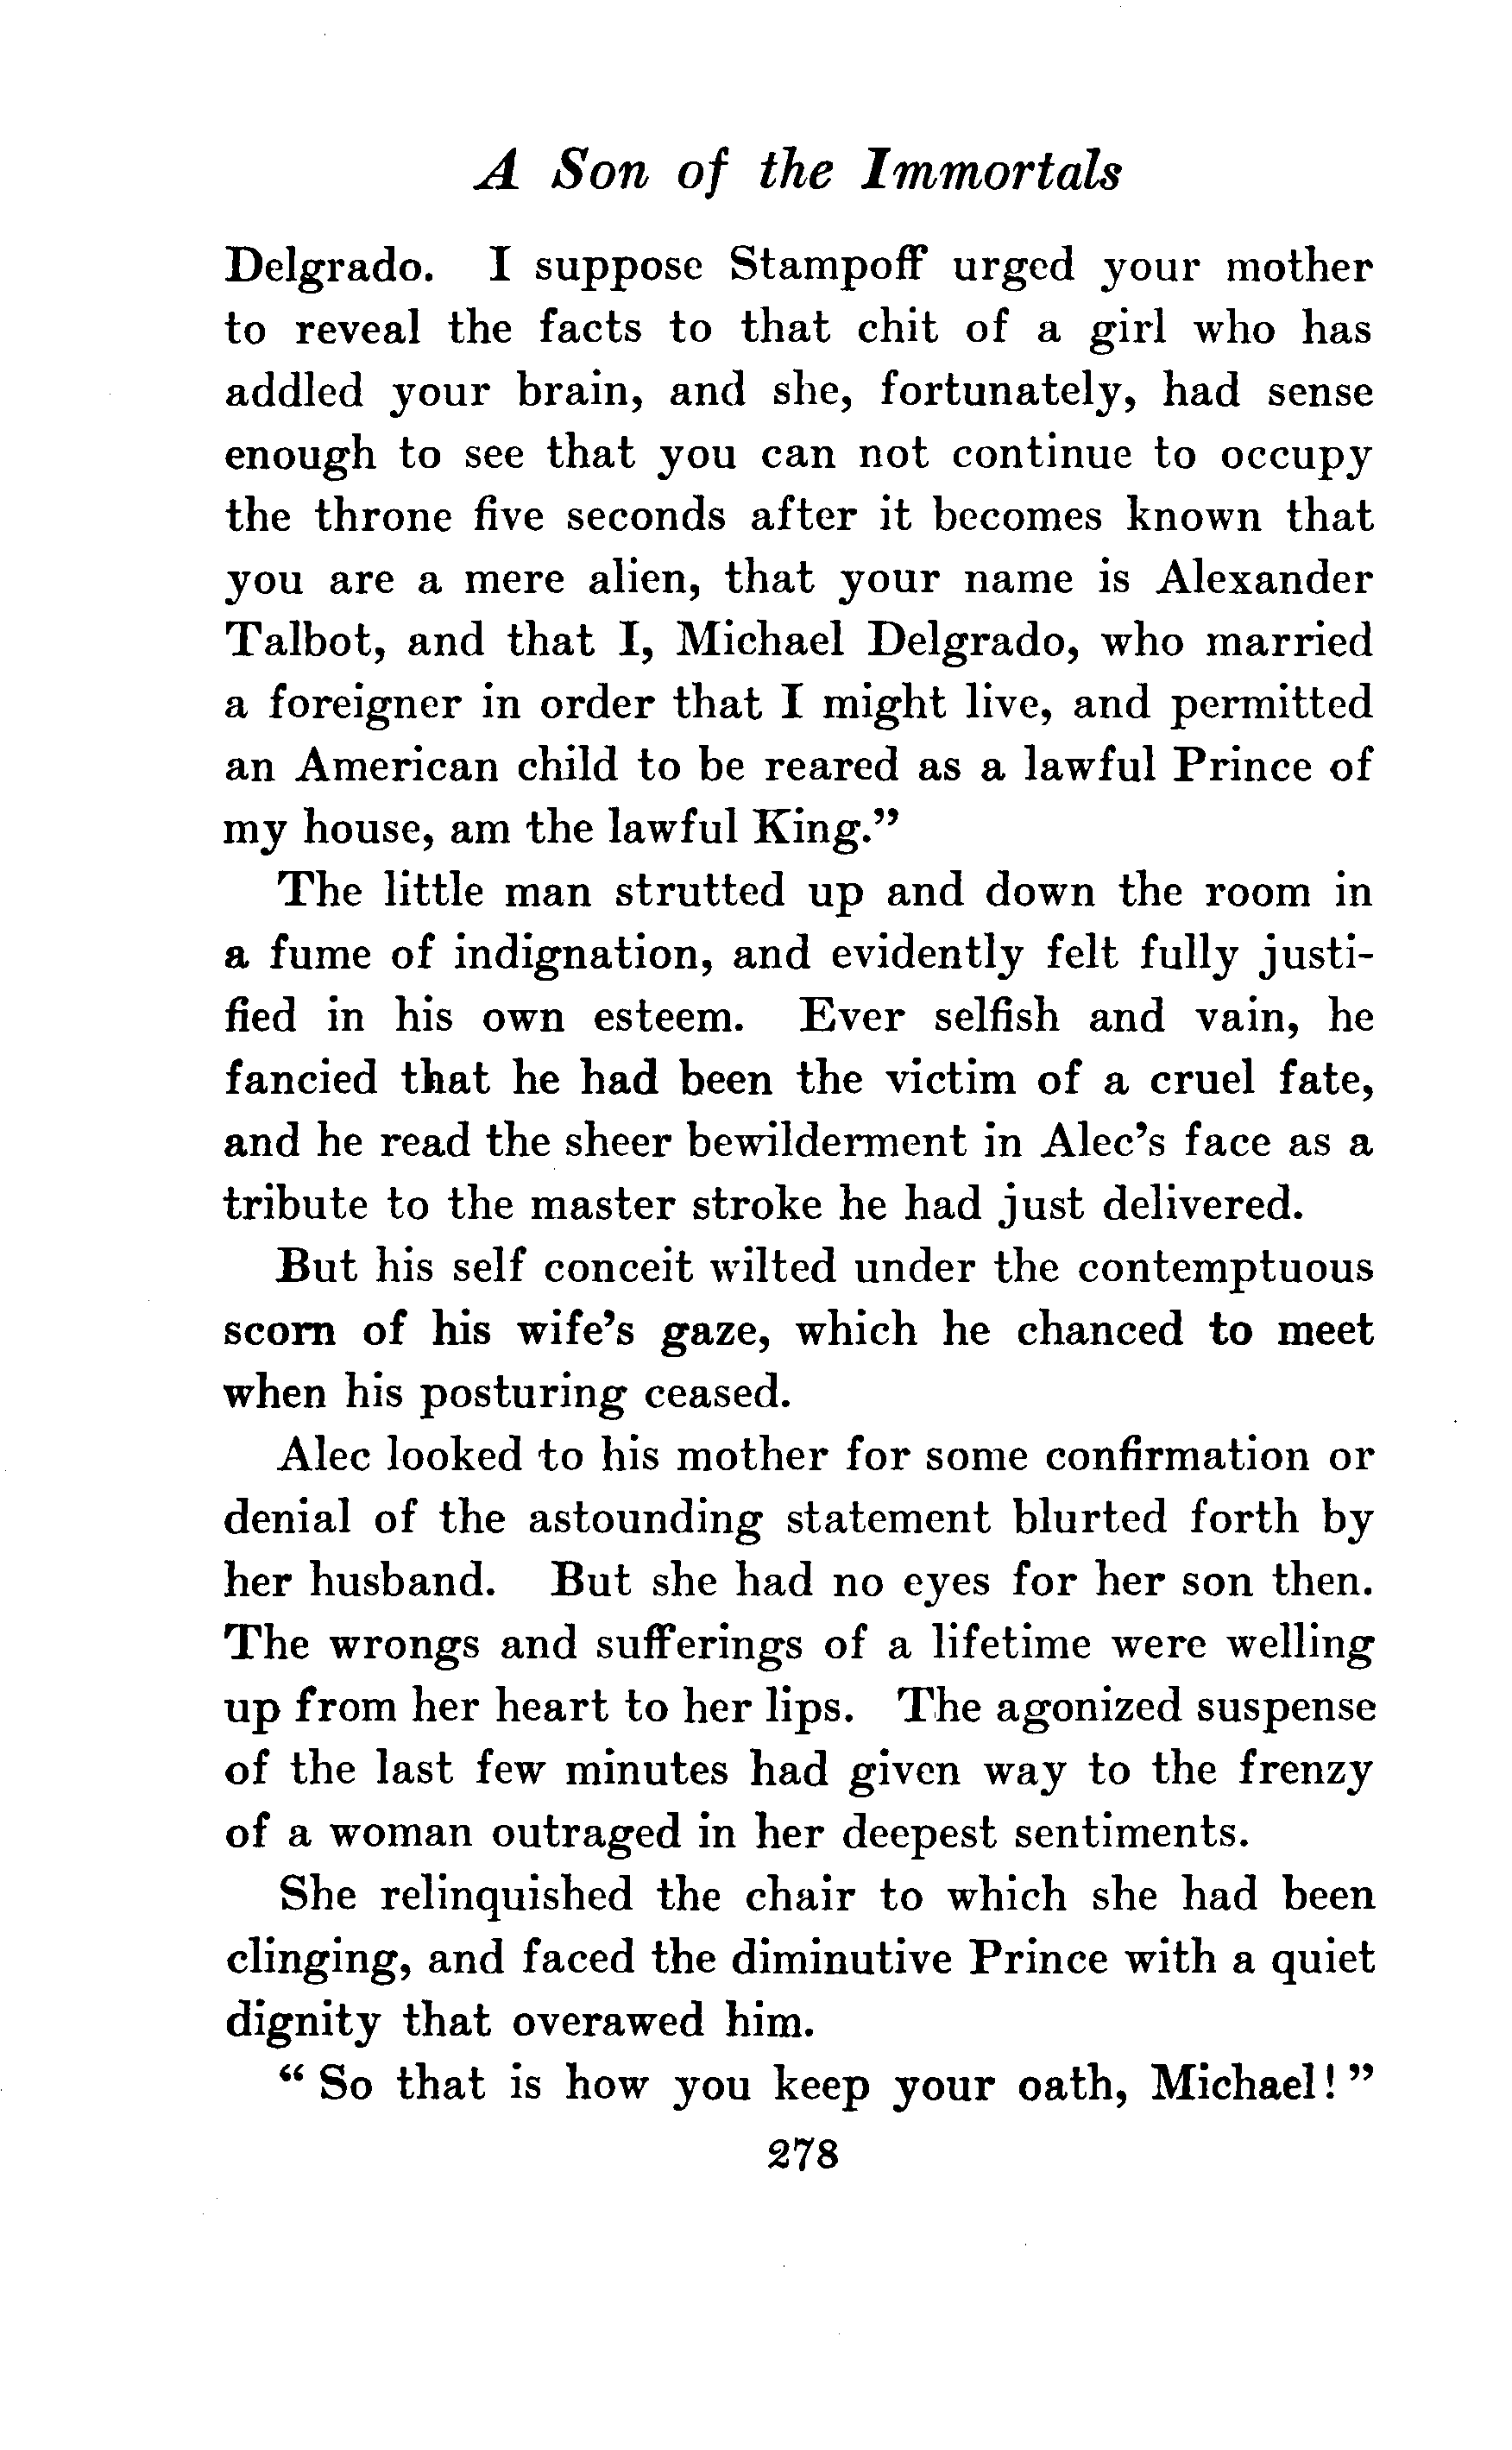 A Son of the Immortals
Delgrado. I suppose Stampoff urged your mother
to reveal the facts to that chit of a girl who has
addled your brain, and she, fortunately, had sense
enough to see that you can not continue to occupy
the throne five seconds after it becomes known that
you are a mere alien, that your name is Alexander
Talbot, and that I, Michael Delgrado, who married
a foreigner in order that I might live, and permitted
an American child to be reared as a lawful Prince of
my house, am the lawful King.”
The little man strutted up and down the room in
a fume of indignation, and evidently felt fully justi-
fied in his own esteem. Ever selfish and vain, he
fancied that he had been the victim of a cruel fate,
and he read the sheer bewilderment in Alec’s face as a
tribute to the master stroke he had just delivered.
But his self conceit wilted under the contemptuous
scorn of his wife’s gaze, which he chanced to meet
when his posturing ceased.
Alec looked to his mother for some confirmation or
denial of the astounding statement blurted forth by
her husband. But she had no eyes for her son then.
The wrongs and sufferings of a lifetime were welling
up from her heart to her lips. The agonized suspense
of the last few minutes had given way to the frenzy
of a woman outraged in her deepest sentiments.
She relinquished the chair to which she had been
clinging, and faced the diminutive Prince with a quiet
dignity that overawed him.
“ So that is how you keep your oath, Michael! ”
278